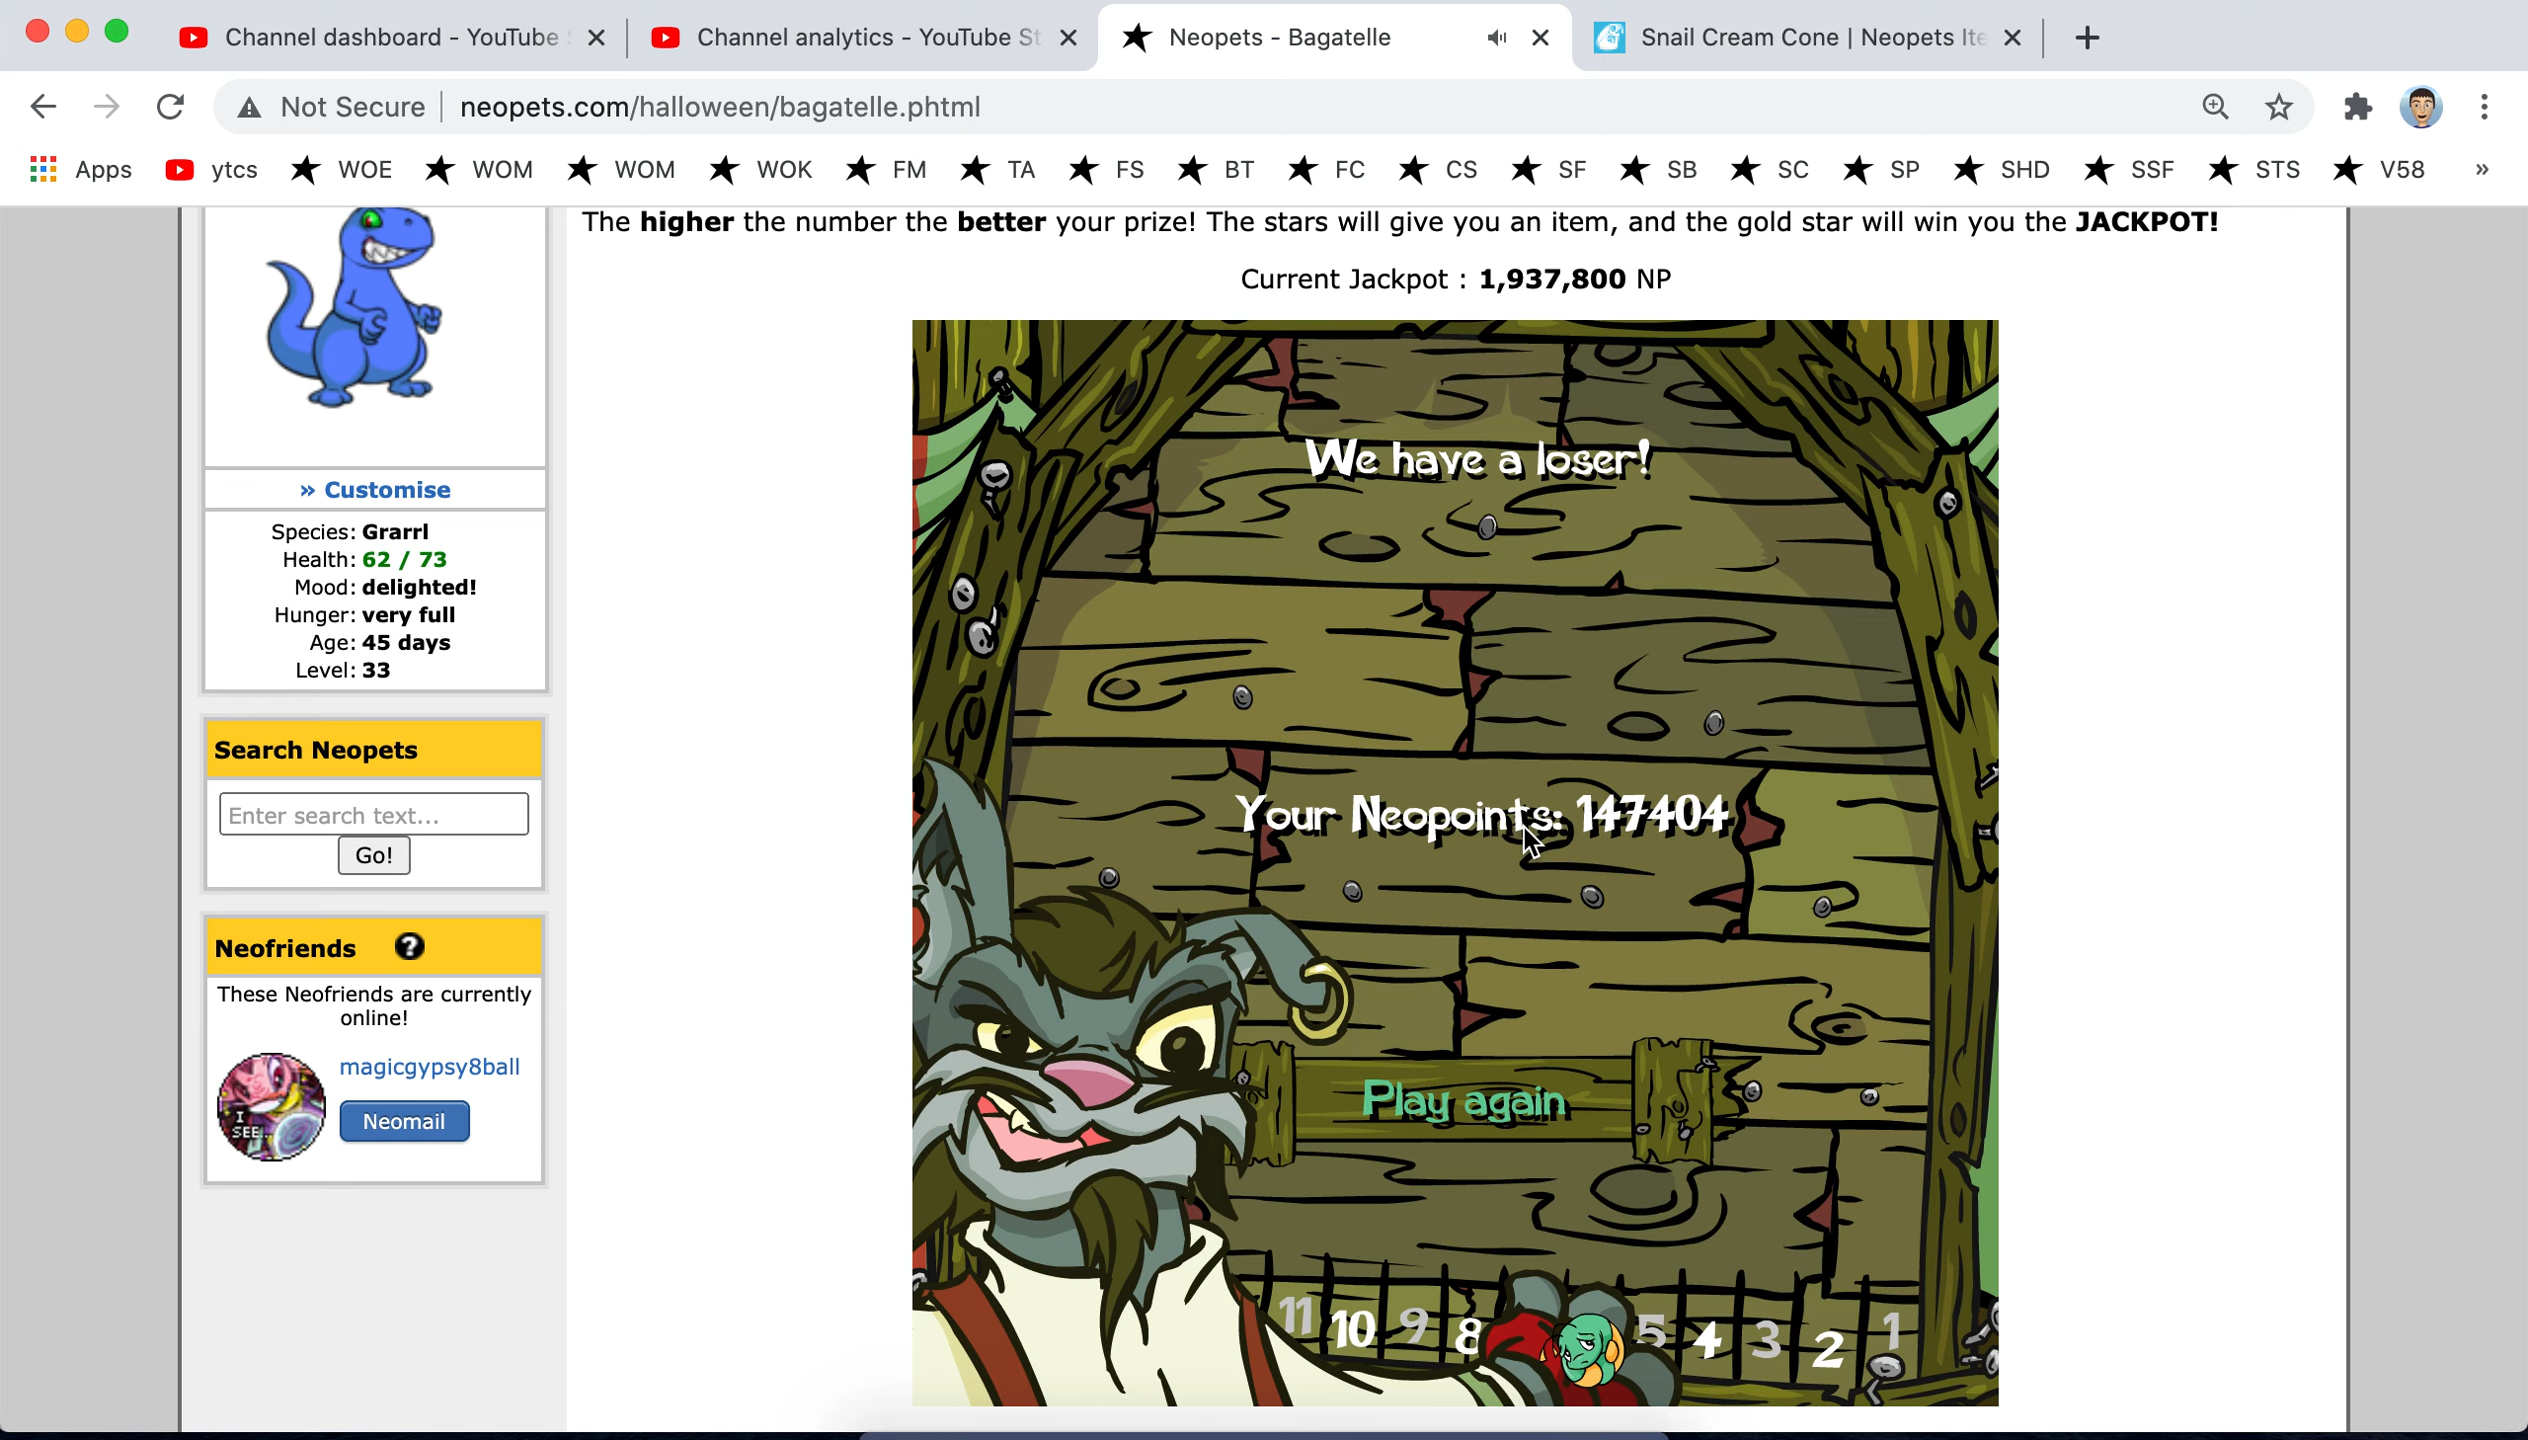 Channel dashboard - YouTube S
Channel analytics - YouTube St
Neopets - Bagatelle
Snail Cream Cone | Neopets Ite
Not Secure
neopets.com/halloween/bagatelle.phtml
Apps
ytcs
WOE
WOM
WOM
WOK
FM
TA
FS
BT
FC
CS
SF
SB
SC
SP
SHD
SSF
STS
V58
»
The higher the number the better your prize! The stars will give you an item, and the gold star will win you the JACKPOT!
Current Jackpot : 1,937,800 NP
» Customise
Species: Grarrl
Health: 62 / 73
Mood: delighted!
Hunger: very full
Age: 45 days
Level: 33
Search Neopets
Enter search text...
Go!
Neofriends ?
These Neofriends are currently
online!
I
SEE...
magicgypsy8ball
Neomail
We have a loser!
Your Neopoints: 147404
Play again
11 10 9 8 5 4 3 2 1